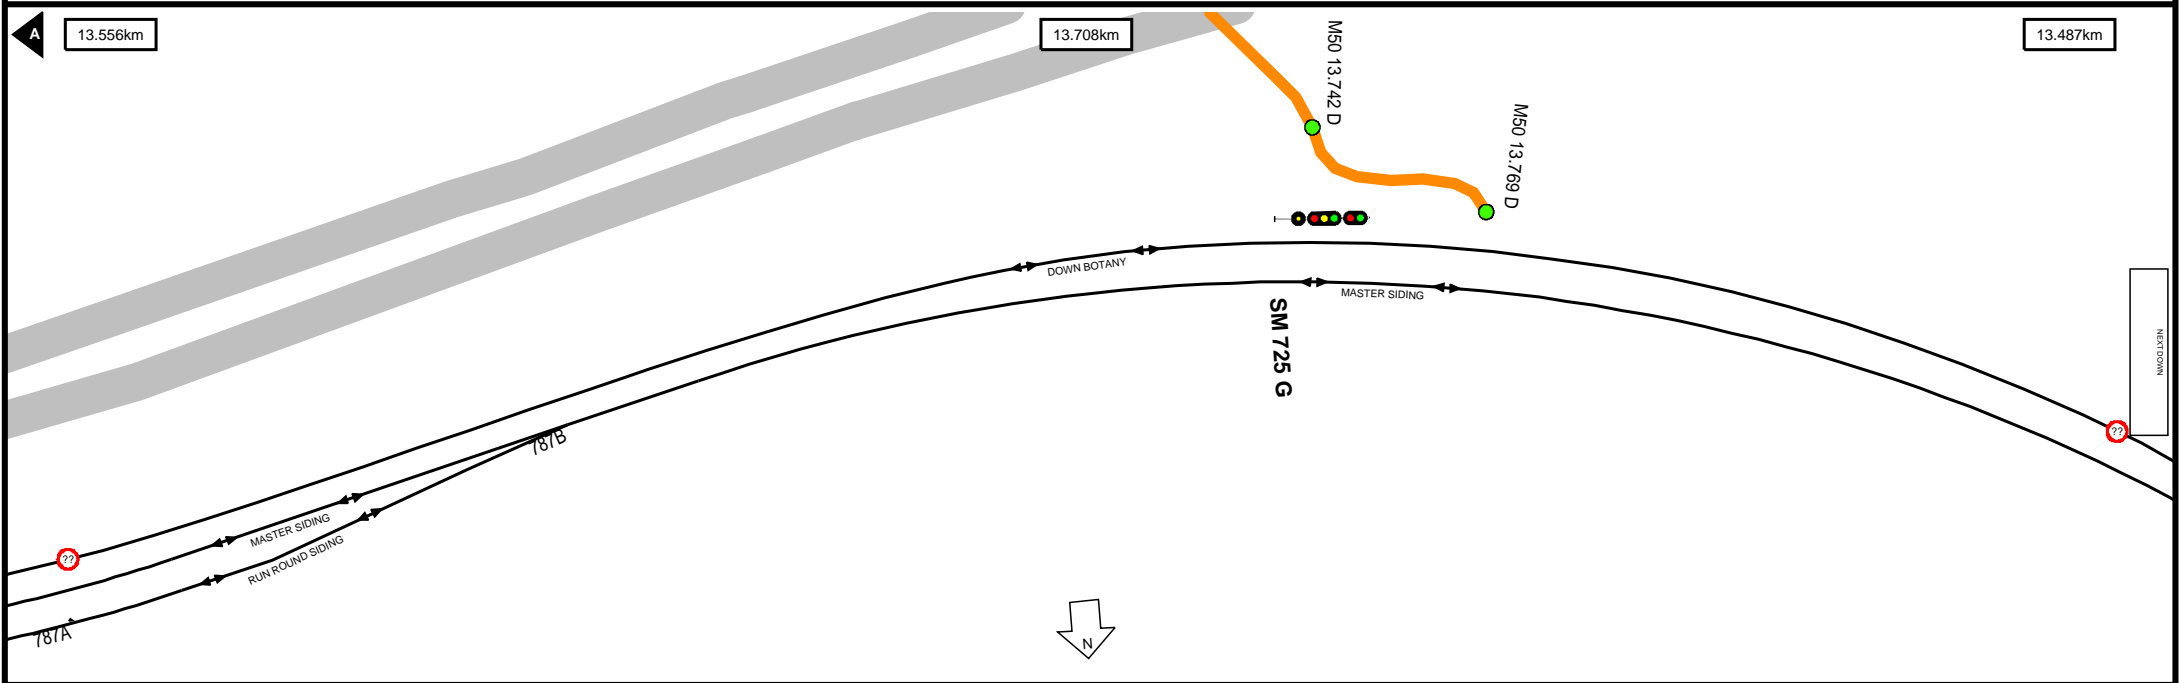 A
13.556km
13.708km
13.487km
M50 13.742 D
M50 13.769 D
DOWN BOTANY
MASTER SIDING
SM 725 G
NEXT DOWN
??
787B
MASTER SIDING
RUN ROUND SIDING
??
787A
N